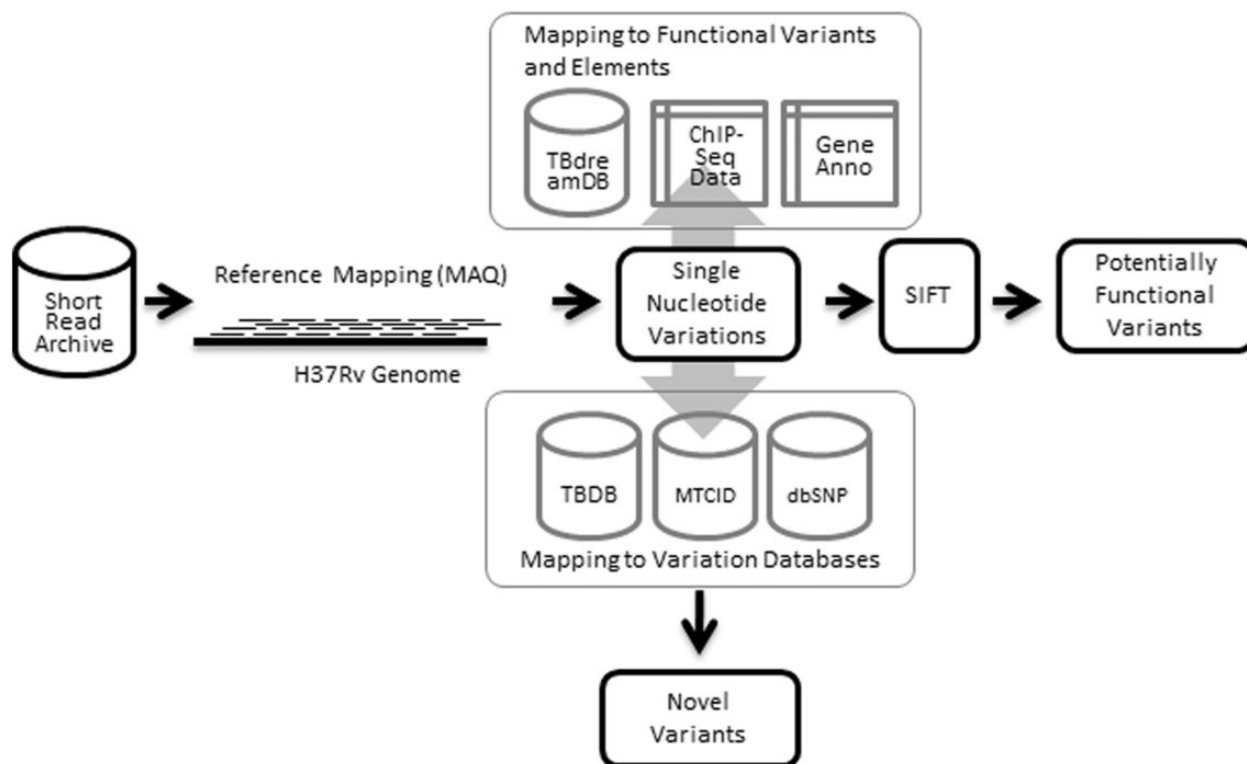 Mapping to Functional Variants
and Elements
TBdre
amDB
ChIP-
Seq
Data
Gene
Anno
Short
Read
Archive
Reference Mapping (MAQ)
H37Rv Genome
Single
Nucleotide
Variations
SIFT
Potentially
Functional
Variants
TBDB
MTCID
dbSNP
Mapping to Variation Databases
Novel
Variants